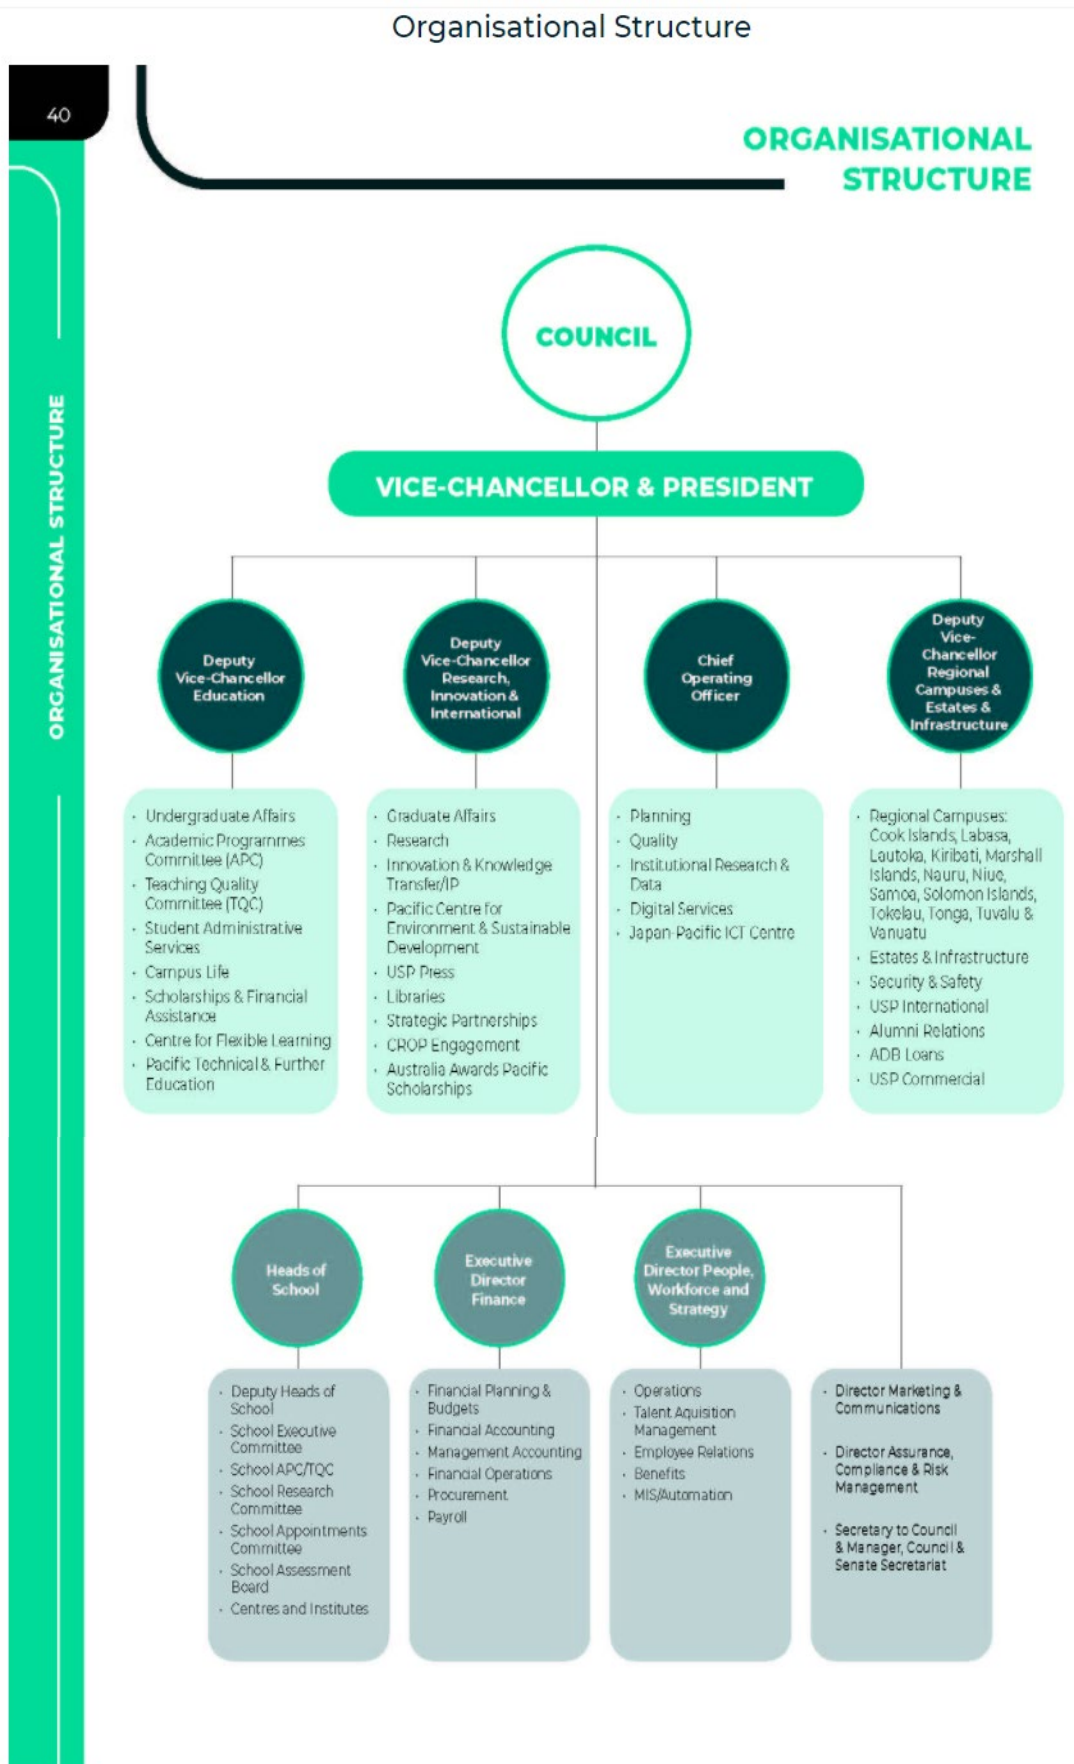 Organisational Structure
40
ORGANISATIONAL
STRUCTURE
ORGANISATIONAL STRUCTURE
COUNCIL
VICE-CHANCELLOR & PRESIDENT
Deputy
Vice-Chancellor
Education
Deputy
Vice-Chancellor
Research,
Innovation &
International
Chief
Operating
Officer
Deputy
Vice-
Chancellor
Regional
Campuses &
Estates &
Infrastructure
· Undergraduate Affairs
· Academic Programmes
Committee (APC)
· Teaching Quality
Committee (TQC)
· Student Administrative
Services
· Campus Life
· Scholarships & Financial
Assistance
· Centre for Flexible Learning
· Pacific Technical & Further
Education
· Graduate Affairs
· Research
· Innovation & Knowledge
Transfer/IP
· Pacific Centre for
Environment & Sustainable
Development
· USP Press
· Libraries
· Strategic Partnerships
· CROP Engagement
· Australia Awards Pacific
Scholarships
· Planning
· Quality
· Institutional Research &
Data
· Digital Services
· Japan-Pacific ICT Centre
· Regional Campuses:
Cook Islands, Labasa,
Lautoka, Kiribati, Marshall
Islands, Nauru, Niue,
Samoa, Solomon Islands,
Tokelau, Tonga, Tuvalu &
Vanuatu
· Estates & Infrastructure
· Security & Safety
· USP International
· Alumni Relations
· ADB Loans
· USP Commercial
Heads of
School
Executive
Director
Finance
Executive
Director People,
Workforce and
Strategy
· Deputy Heads of
School
· School Executive
Committee
· School APC/TQC
· School Research
Committee
· School Appointments
Committee
· School Assessment
Board
· Centres and Institutes
· Financial Planning &
Budgets
· Financial Accounting
· Management Accounting
· Financial Operations
· Procurement
· Payroll
· Operations
· Talent Aquisition
Management
· Employee Relations
· Benefits
· MIS/Automation
· Director Marketing &
Communications
· Director Assurance,
Compliance & Risk
Management
· Secretary to Council
& Manager, Council &
Senate Secretariat